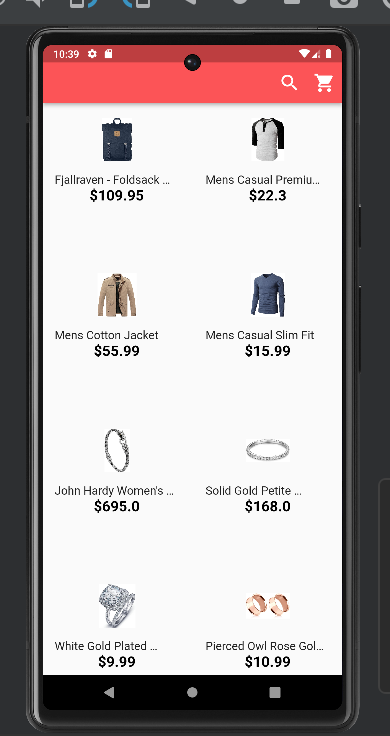 10:39
Fjallraven - Foldsack ...
Mens Casual Premiu...
$109.95
$22.3
Mens Cotton Jacket
Mens Casual Slim Fit
$55.99
$15.99
John Hardy Women's ...
Solid Gold Petite ...
$695.0
$168.0
White Gold Plated ...
Pierced Owl Rose Gol...
$9.99
$10.99